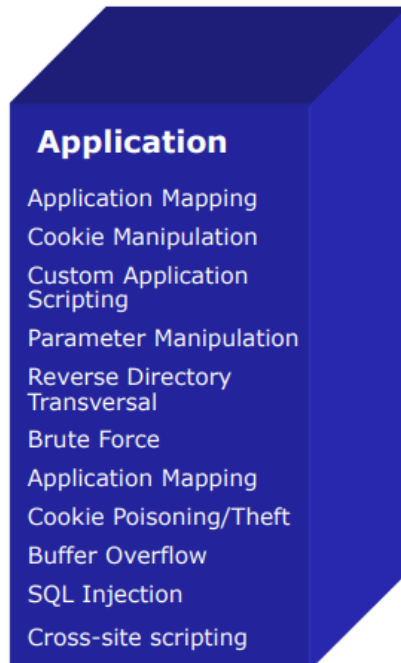 Application
Application Mapping
Cookie Manipulation
Custom Application
Scripting
Parameter Manipulation
Reverse Directory
Transversal
Brute Force
Application Mapping
Cookie Poisoning/Theft
Buffer Overflow
SQL Injection
Cross-site scripting